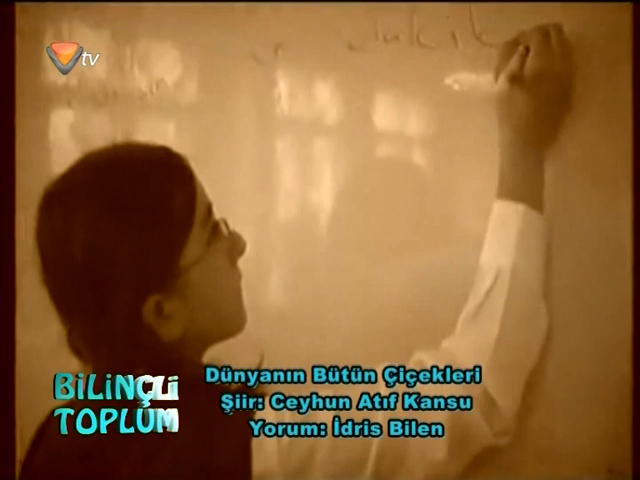 tv
BİLİNÇLİ
TOPLUM
Dünyanın Bütün Çiçekleri
Şiir: Ceyhun Atıf Kansu
Yorum: İdris Bilen